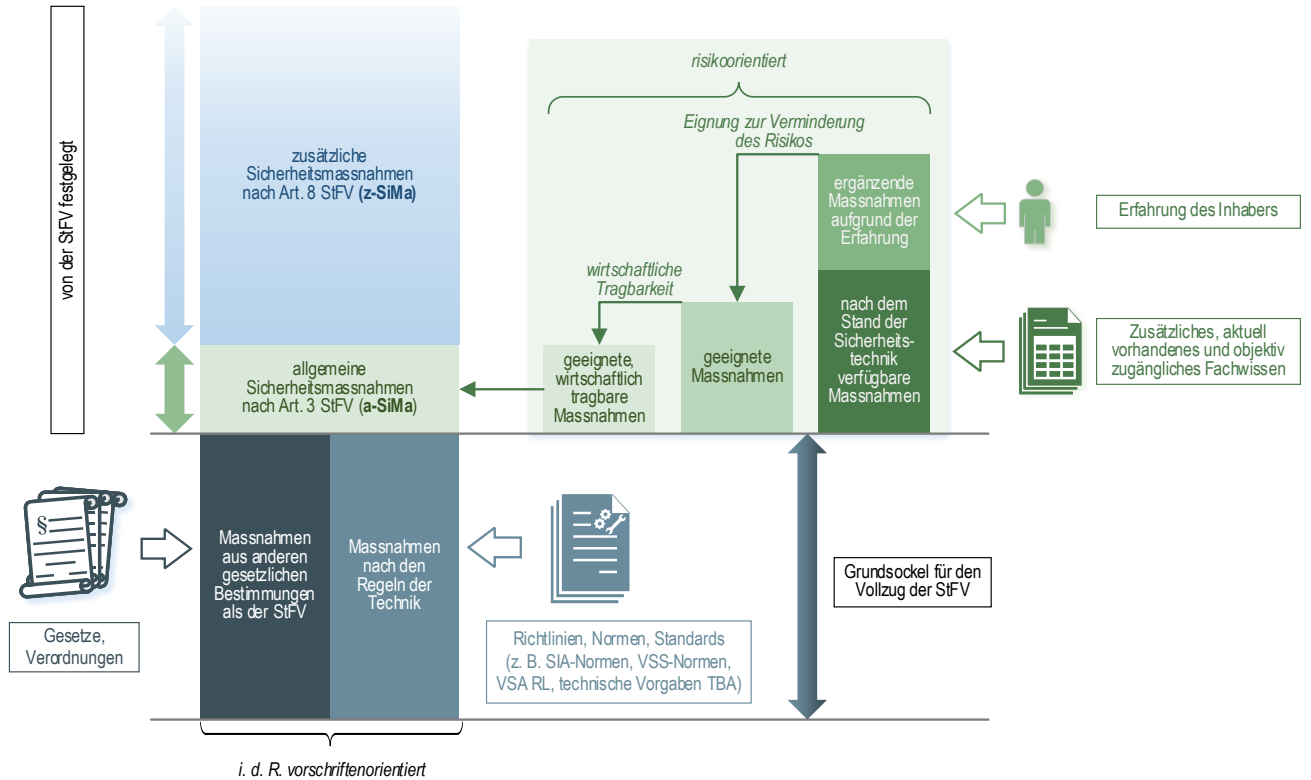 von der StFV festgelegt
zusätzliche
Sicherheitsmassnahmen
nach Art. 8 StFV (z-SiMa)
allgemeine
Sicherheitsmassnahmen
nach Art. 3 StFV (a-SiMa)
risikoorientiert
Eignung zur Verminderung
des Risikos
wirtschaftliche
Tragbarkeit
geeignete,
wirtschaftlich
tragbare
Massnahmen
geeignete
Massnahmen
ergänzende
Massnahmen
aufgrund der
Erfahrung
nach dem
Stand der
Sicherheits-
technik
verfügbare
Massnahmen
Erfahrung des Inhabers
Zusätzliches, aktuell
vorhandenes und objektiv
zugängliches Fachwissen
§
Gesetze,
Verordnungen
Massnahmen
aus anderen
gesetzlichen
Bestimmungen
als der StFV
Massnahmen
nach den
Regeln der
Technik
Richtlinien, Normen, Standards
(z. B. SIA-Normen, VSS-Normen,
VSA RL, technische Vorgaben TBA)
Grundsockel für den
Vollzug der StFV
i. d. R. vorschriftenorientiert